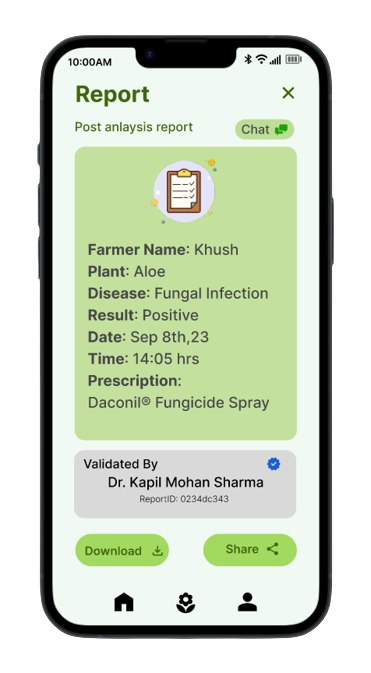 10:00AM
Report
Post anlaysis report
Chat
Farmer Name: Khush
Plant: Aloe
Disease: Fungal Infection
Result: Positive
Date: Sep 8th,23
Time: 14:05 hrs
Prescription:
Daconil® Fungicide Spray
Validated By
Dr. Kapil Mohan Sharma
ReportID: 0234dc343
Download
Share